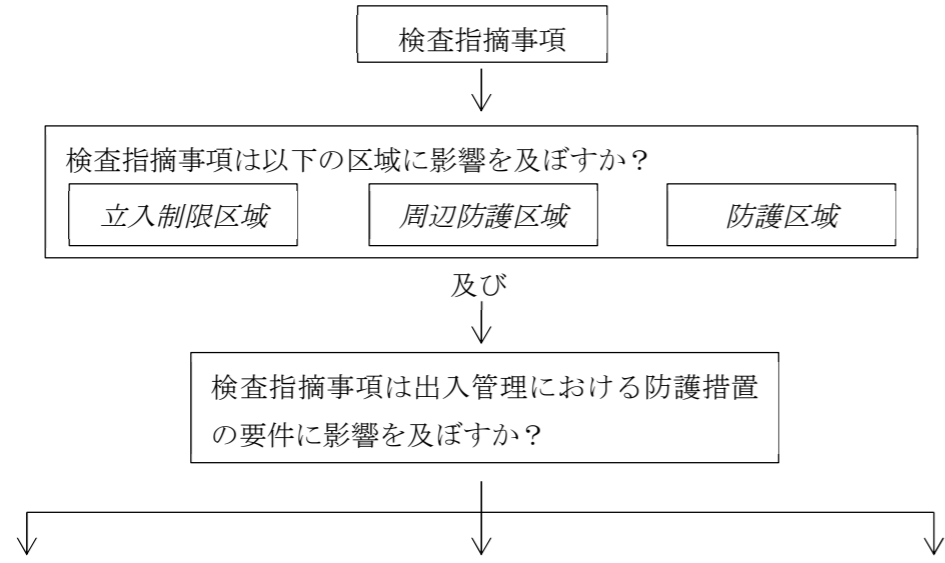 検査指摘事項
検査指摘事項は以下の区域に影響を及ぼすか？
立入制限区域
周辺防護区域
防護区域
及び
検査指摘事項は出入管理における防護措置
の要件に影響を及ぼすか？